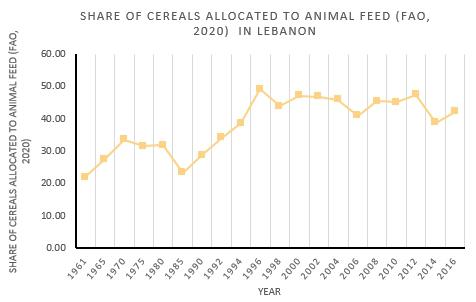 SHARE OF CEREALS ALLOCATED TO ANIMAL FEED (FAO,
2020) IN LEBANON
SHARE OF CEREALS ALLOCATED TO ANIMAL FEED (FAO,
2020)
60.00
50.00
40.00
30.00
20.00
10.00
0.00
1961 1965 1970 1975 1980 1985 1990 1992 1994 1996 1998 2000 2002 2004 2006 2008 2010 2012 2014 2016
YEAR